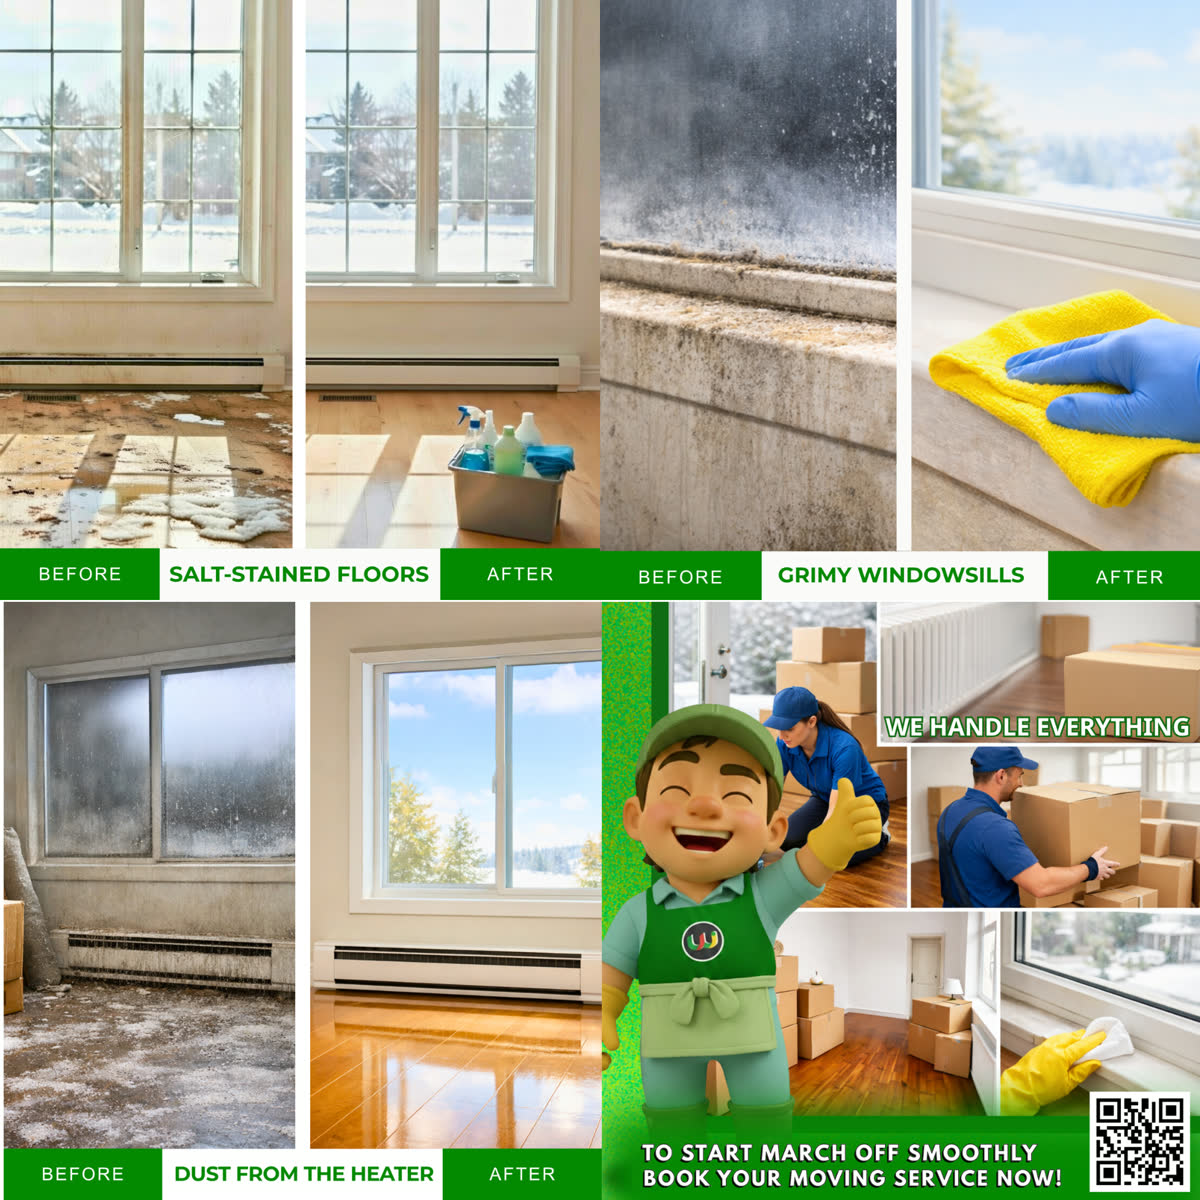 BEFORE
SALT-STAINED FLOORS
AFTER
BEFORE
GRIMY WINDOWSILLS
AFTER
WE HANDLE EVERYTHING
BEFORE
DUST FROM THE HEATER
AFTER
TO START MARCH OFF SMOOTHLY
BOOK YOUR MOVING SERVICE NOW!